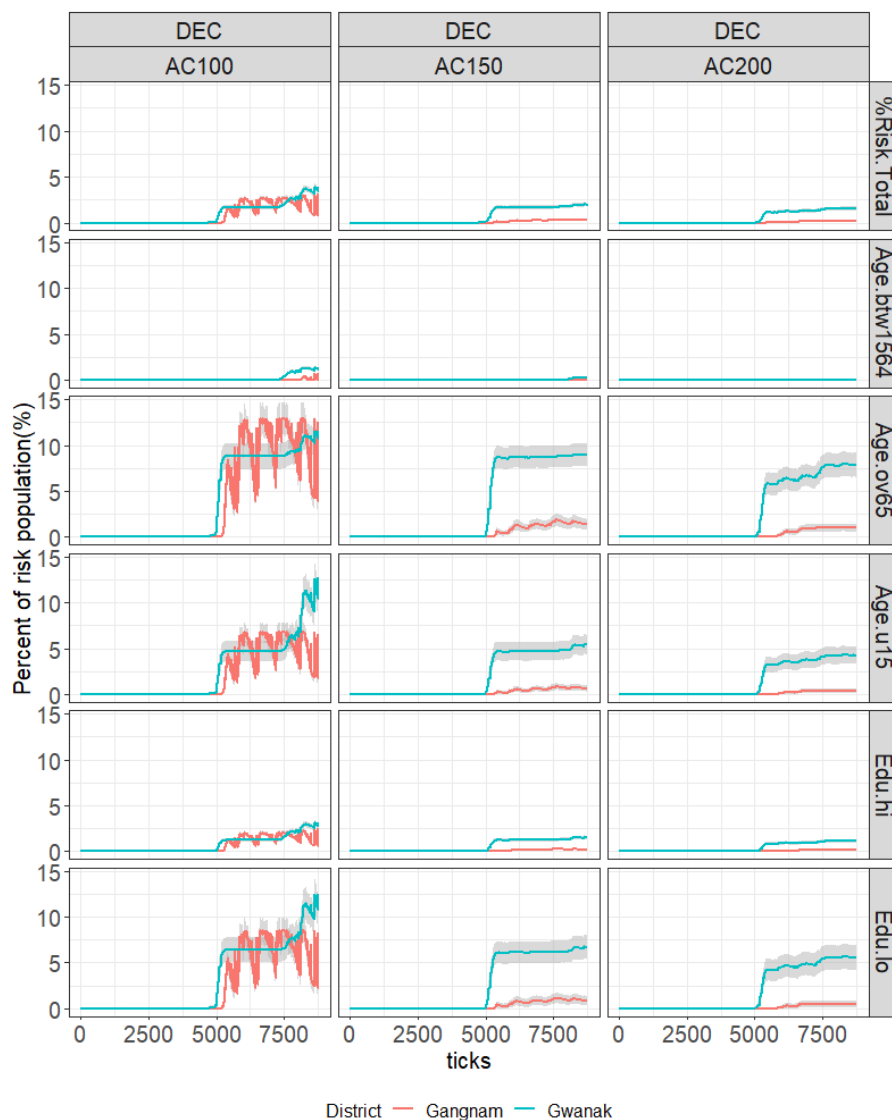 DEC DEC DEC
AC100 AC150 AC200
Percent of risk population(%)
15
10
5
0
%Risk.Total
15
10
5
0
Age.btw1564
15
10
5
0
Age.ov65
15
10
5
0
Age.u15
15
10
5
0
Edu.hi
15
10
5
0
Edu.lo
0 2500 5000 7500 0 2500 5000 7500 0 2500 5000 7500
ticks
District Gangnam Gwanak